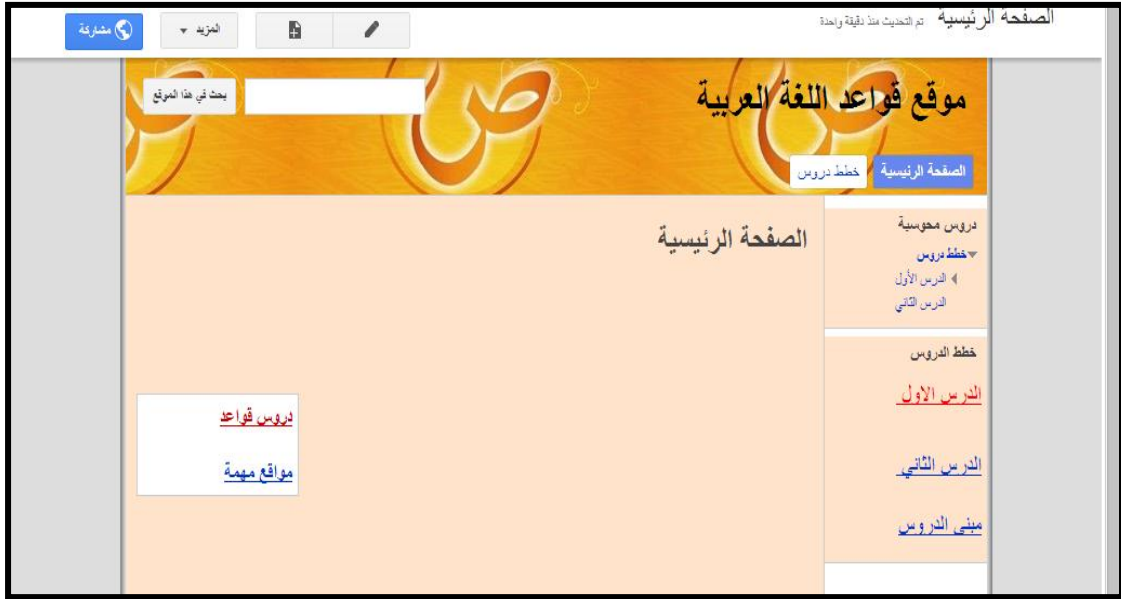 الصفحة الرئيسية تم التحديث منذ دقيقة واحدة
المزيد
مشاركة
موقع قواعد اللغة العربية
بحث في هذا الموقع
ص ص ص
الصفحة الرئيسية
خطط دروس
دروس محوسبة
خطط دروس
الدرس الأول
الدرس الثاني
خطط الدروس
الدرس الاول
الدرس الثاني
مبنى الدروس
الصفحة الرئيسية
دروس قواعد
مواقع مهمة